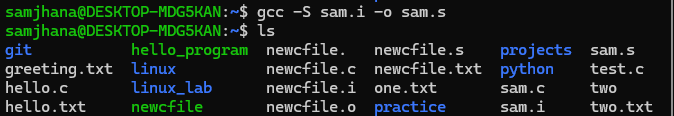 samjhana@DESKTOP-MDG5KAN:~$ gcc -S sam.i -o sam.s
samjhana@DESKTOP-MDG5KAN:~$ ls
git hello_program newcfile. newcfile.s projects sam.s
greeting.txt linux newcfile.c newcfile.txt python test.c
hello.c linux_lab newcfile.i one.txt sam.c two
hello.txt newcfile newcfile.o practice sam.i two.txt